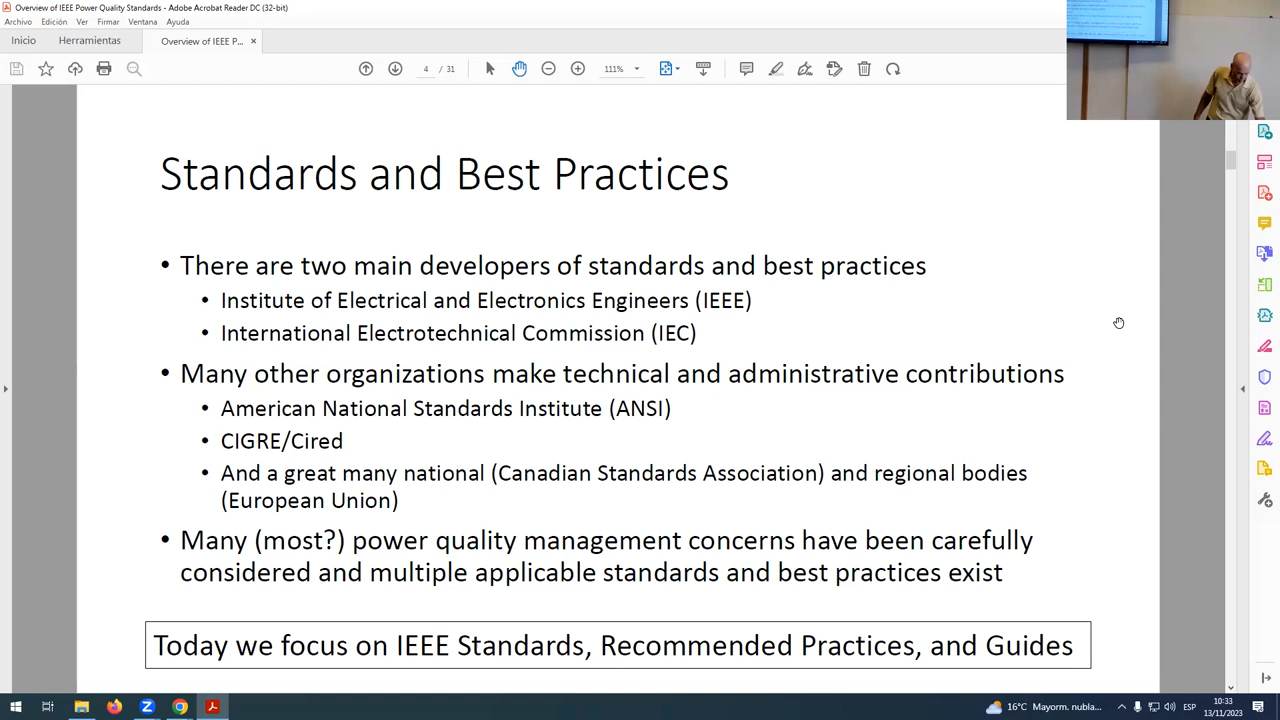 Overview of IEEE Power Quality Standards - Adobe Acrobat Reader DC (32-bit)
Archivo Edición Ver Firmar Ventana Ayuda
Inicio Herramientas Overview of IEEE P... ×
4 / 31 111%
Standards and Best Practices
• There are two main developers of standards and best practices
• Institute of Electrical and Electronics Engineers (IEEE)
• International Electrotechnical Commission (IEC)
• Many other organizations make technical and administrative contributions
• American National Standards Institute (ANSI)
• CIGRE/Cired
• And a great many national (Canadian Standards Association) and regional bodies
(European Union)
• Many (most?) power quality management concerns have been carefully
considered and multiple applicable standards and best practices exist
Today we focus on IEEE Standards, Recommended Practices, and Guides
16°C Mayorm. nubla... ESP 10:33
13/11/2023